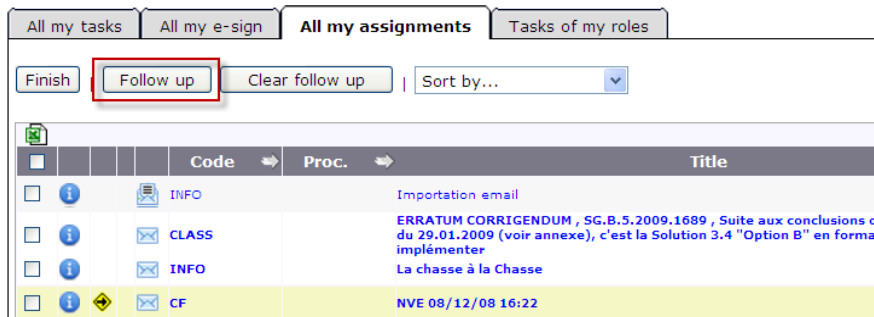 All my tasks All my e-sign All my assignments Tasks of my roles
Finish | Follow up Clear follow up | Sort by...
Code Proc. Title
INFO Importation email
CLASS ERRATUM CORRIGENDUM , SG.B.5.2009.1689 , Suite aux conclusions
du 29.01.2009 (voir annexe), c'est la Solution 3.4 "Option B" en
implémenter
INFO La chasse à la Chasse
CF NVE 08/12/08 16:22